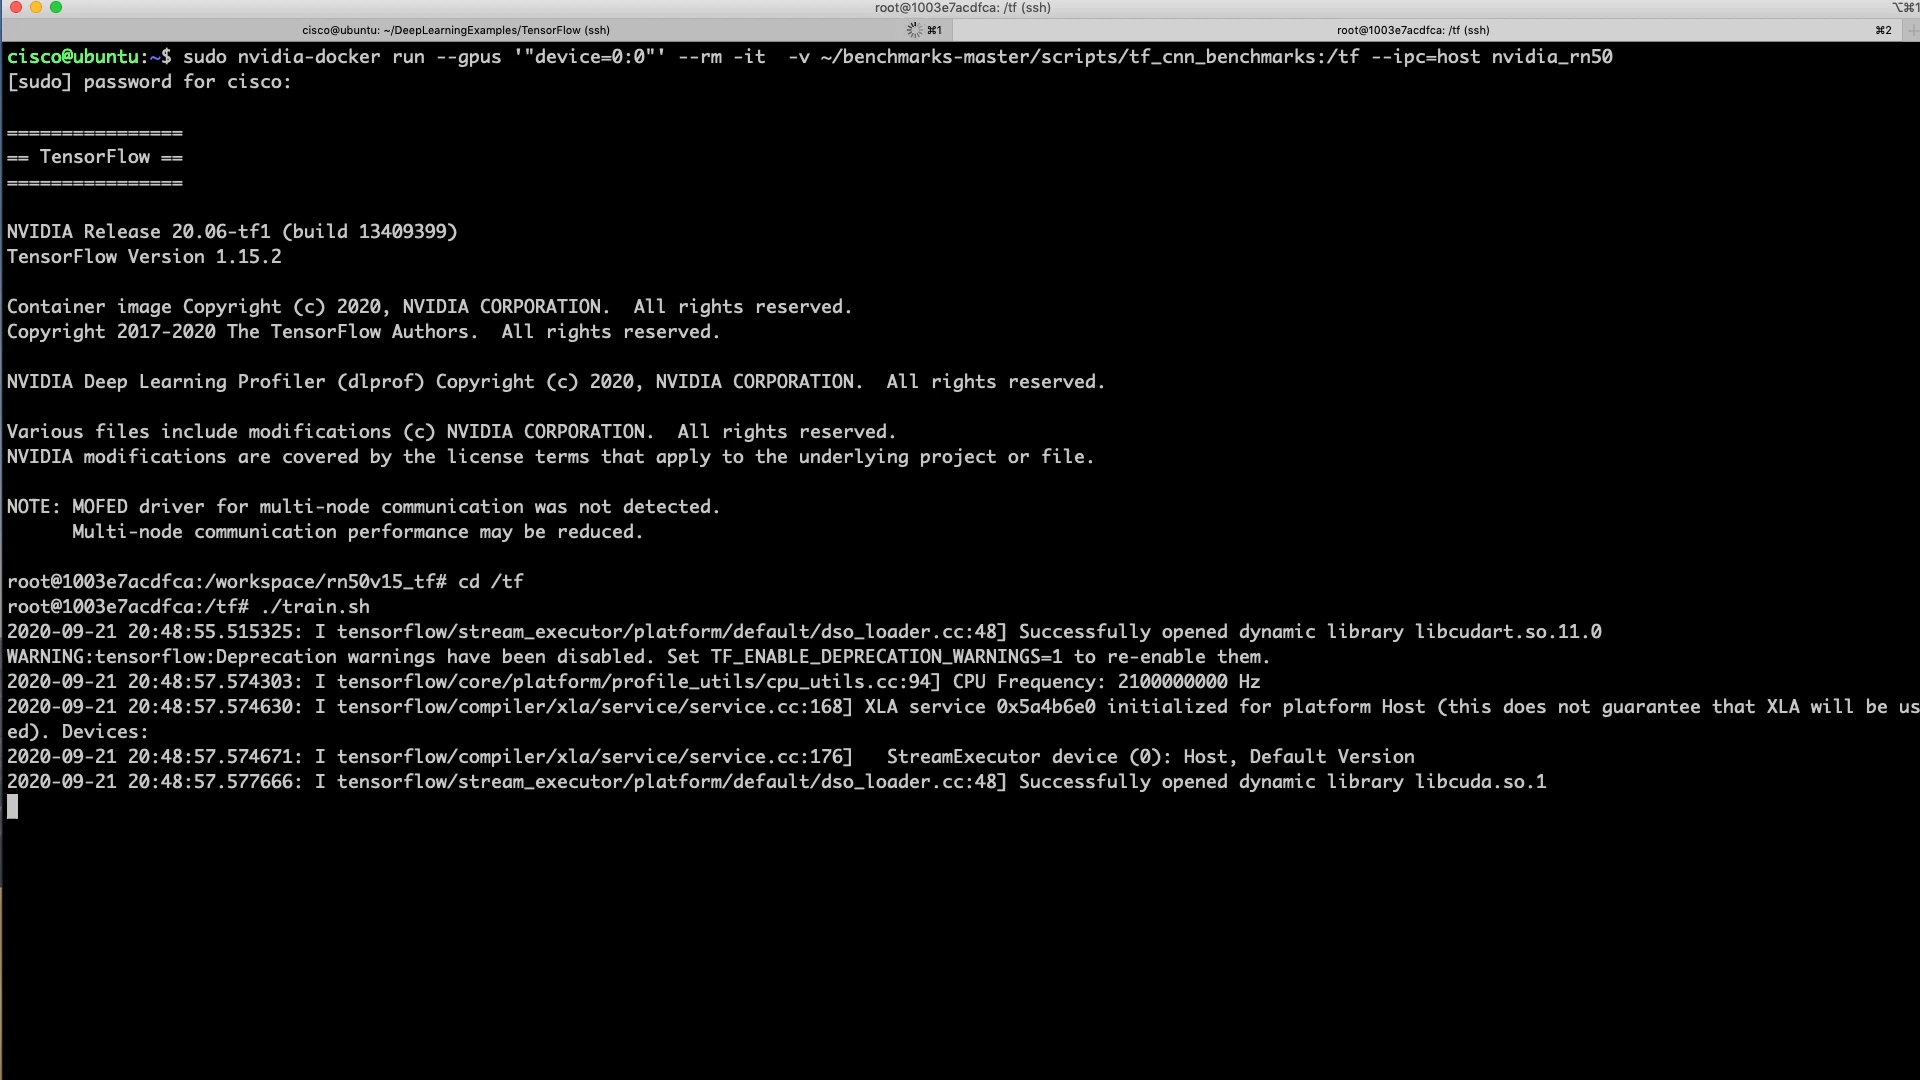 root@1003e7acdfca: /tf (ssh)
⌥⌘1
cisco@ubuntu: ~/DeepLearningExamples/TensorFlow (ssh)
⌘1
root@1003e7acdfca: /tf (ssh)
⌘2
cisco@ubuntu:~$ sudo nvidia-docker run --gpus '"device=0:0"' --rm -it  -v ~/benchmarks-master/scripts/tf_cnn_benchmarks:/tf --ipc=host nvidia_rn50
[sudo] password for cisco:
================
== TensorFlow ==
================
NVIDIA Release 20.06-tf1 (build 13409399)
TensorFlow Version 1.15.2
Container image Copyright (c) 2020, NVIDIA CORPORATION.  All rights reserved.
Copyright 2017-2020 The TensorFlow Authors.  All rights reserved.
NVIDIA Deep Learning Profiler (dlprof) Copyright (c) 2020, NVIDIA CORPORATION.  All rights reserved.
Various files include modifications (c) NVIDIA CORPORATION.  All rights reserved.
NVIDIA modifications are covered by the license terms that apply to the underlying project or file.
NOTE: MOFED driver for multi-node communication was not detected.
      Multi-node communication performance may be reduced.
root@1003e7acdfca:/workspace/rn50v15_tf# cd /tf
root@1003e7acdfca:/tf# ./train.sh
2020-09-21 20:48:55.515325: I tensorflow/stream_executor/platform/default/dso_loader.cc:48] Successfully opened dynamic library libcudart.so.11.0
WARNING:tensorflow:Deprecation warnings have been disabled. Set TF_ENABLE_DEPRECATION_WARNINGS=1 to re-enable them.
2020-09-21 20:48:57.574303: I tensorflow/core/platform/profile_utils/cpu_utils.cc:94] CPU Frequency: 2100000000 Hz
2020-09-21 20:48:57.574630: I tensorflow/compiler/xla/service/service.cc:168] XLA service 0x5a4b6e0 initialized for platform Host (this does not guarantee that XLA will be us
ed). Devices:
2020-09-21 20:48:57.574671: I tensorflow/compiler/xla/service/service.cc:176]   StreamExecutor device (0): Host, Default Version
2020-09-21 20:48:57.577666: I tensorflow/stream_executor/platform/default/dso_loader.cc:48] Successfully opened dynamic library libcuda.so.1